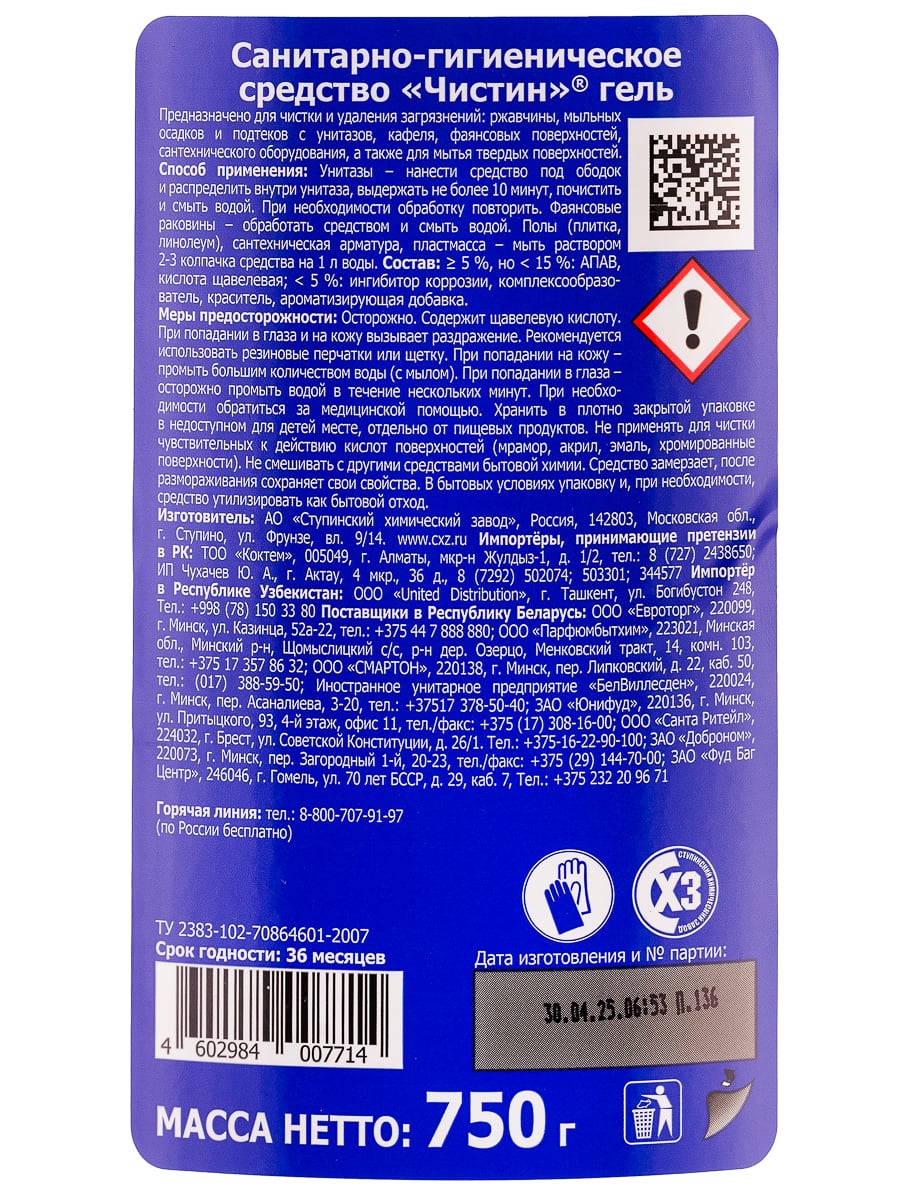 Санитарно-гигиеническое
средство «Чистин»® гель
Предназначено для чистки и удаления загрязнений: ржавчины, мыльных
осадков и подтеков с унитазов, кафеля, фаянсовых поверхностей,
сантехнического оборудования, а также для мытья твердых поверхностей.
Способ применения: Унитазы – нанести средство под ободок
и распределить внутри унитаза, выдержать не более 10 минут, почистить
и смыть водой. При необходимости обработку повторить. Фаянсовые
раковины – обработать средством и смыть водой. Полы (плитка,
линолеум), сантехническая арматура, пластмасса – мыть раствором
2-3 колпачка средства на 1 л воды. Состав: ≥ 5 %, но < 15 %: АПАВ,
кислота щавелевая; < 5 %: ингибитор коррозии, комплексообразо-
ватель, краситель, ароматизирующая добавка.
Меры предосторожности: Осторожно. Содержит щавелевую кислоту.
При попадании в глаза и на кожу вызывает раздражение. Рекомендуется
использовать резиновые перчатки или щетку. При попадании на кожу –
промыть большим количеством воды (с мылом). При попадании в глаза –
осторожно промыть водой в течение нескольких минут. При необхо-
димости обратиться за медицинской помощью. Хранить в плотно закрытой упаковке
в недоступном для детей месте, отдельно от пищевых продуктов. Не применять для чистки
чувствительных к действию кислот поверхностей (мрамор, акрил, эмаль, хромированные
поверхности). Не смешивать с другими средствами бытовой химии. Средство замерзает, после
размораживания сохраняет свои свойства. В бытовых условиях упаковку и, при необходимости,
средство утилизировать как бытовой отход.
Изготовитель: АО «Ступинский химический завод», Россия, 142803, Московская обл.,
г. Ступино, ул. Фрунзе, вл. 9/14. www.cxz.ru Импортёры, принимающие претензии
в РК: ТОО «Коктем», 005049, г. Алматы, мкр-н Жулдыз-1, д. 1/2, тел.: 8 (727) 2438650;
ИП Чухачев Ю. А., г. Актау, 4 мкр., 36 д., 8 (7292) 502074; 503301; 344577 Импортёр
в Республике Узбекистан: ООО «United Distribution», г. Ташкент, ул. Богибустон 248,
Тел.: +998 (78) 150 33 80 Поставщики в Республику Беларусь: ООО «Евроторг», 220099,
г. Минск, ул. Казинца, 52а-22, тел.: +375 44 7 888 880; ООО «Парфюмбытхим», 223021, Минская
обл., Минский р-н, Щомыслицкий с/с, р-н дер. Озерцо, Менковский тракт, 14, комн. 103,
тел.: +375 17 357 86 32; ООО «СМАРТОН», 220138, г. Минск, пер. Липковский, д. 22, каб. 50,
тел.: (017) 388-59-50; Иностранное унитарное предприятие «БелВиллесден», 220024,
г. Минск, пер. Асаналиева, 3-20, тел.: +37517 378-50-40; ЗАО «Юнифуд», 220136, г. Минск,
ул. Притыцкого, 93, 4-й этаж, офис 11, тел./факс: +375 (17) 308-16-00; ООО «Санта Ритейл»,
224032, г. Брест, ул. Советской Конституции, д. 26/1. Тел.: +375-16-22-90-100; ЗАО «Доброном»,
220073, г. Минск, пер. Загородный 1-й, 20-23, тел./факс: +375 (29) 144-70-00; ЗАО «Фуд Баг
Центр», 246046, г. Гомель, ул. 70 лет БССР, д. 29, каб. 7, Тел.: +375 232 20 96 71
Горячая линия: тел.: 8-800-707-91-97
(по России бесплатно)
СХЗ
СТУПИНСКИЙ ХИМИЧЕСКИЙ ЗАВОД
ТУ 2383-102-70864601-2007
Срок годности: 36 месяцев
Дата изготовления и № партии:
30.04.25.06:53 П.136
4 602984 007714
МАССА НЕТТО: 750 г